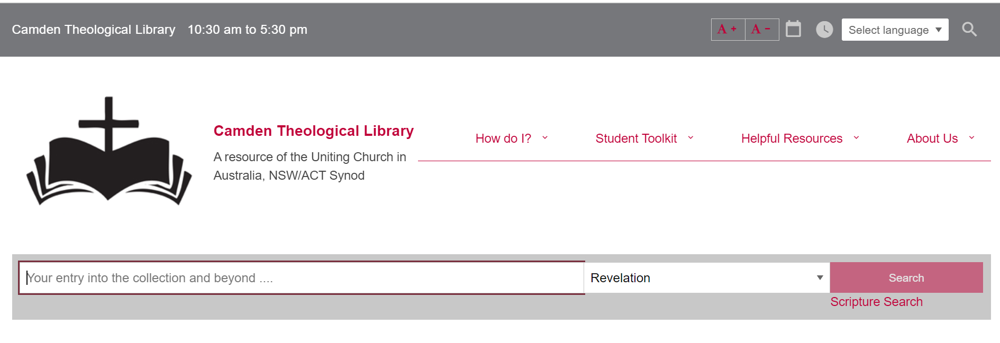 Camden Theological Library 10:30 am to 5:30 pm
A + A − Select language
Camden Theological Library
A resource of the Uniting Church in
Australia, NSW/ACT Synod
How do I? Student Toolkit Helpful Resources About Us
Your entry into the collection and beyond ....
Revelation
Search
Scripture Search